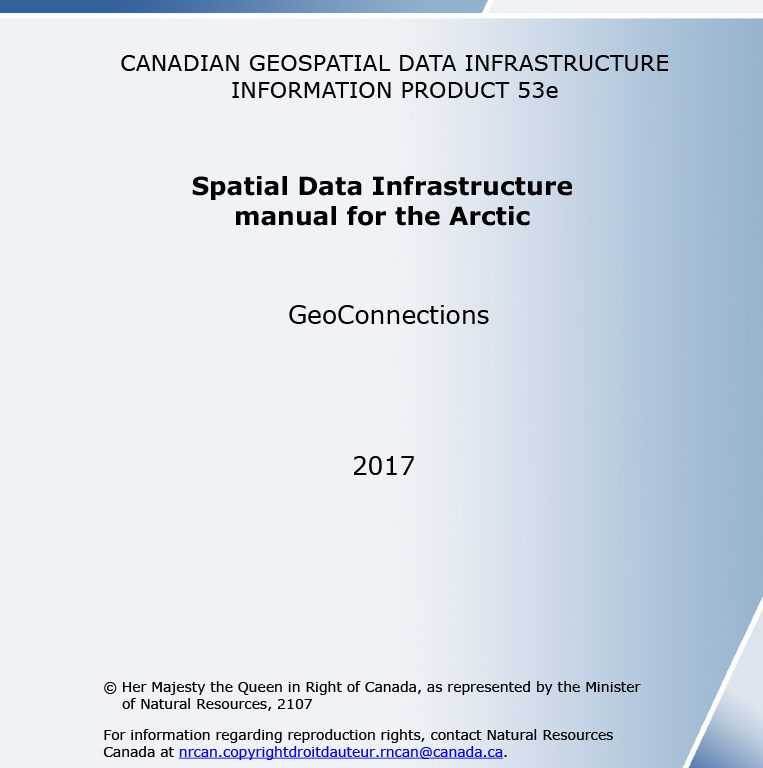 CANADIAN GEOSPATIAL DATA INFRASTRUCTURE
INFORMATION PRODUCT 53e
Spatial Data Infrastructure
manual for the Arctic
GeoConnections
2017
© Her Majesty the Queen in Right of Canada, as represented by the Minister
of Natural Resources, 2107
For information regarding reproduction rights, contact Natural Resources
Canada at nrcan.copyrightdroitdauteur.rncan@canada.ca.